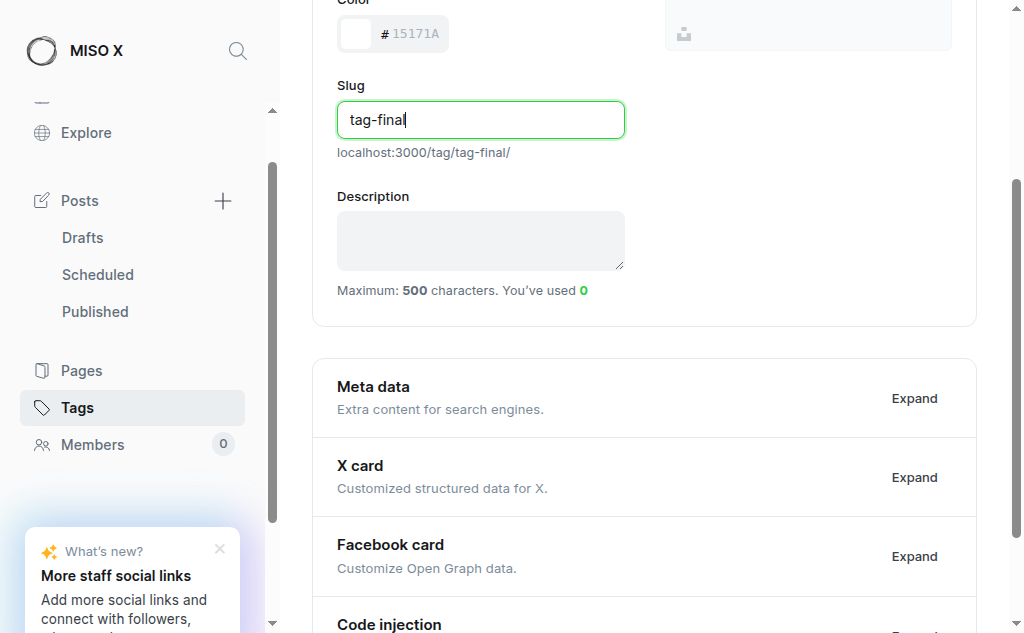 MISO X
Explore
Posts
Drafts
Scheduled
Published
Pages
Tags
Members
0
What's new?
More staff social links
Add more social links and
connect with followers,
Color
#15171A
Slug
tag-final
localhost:3000/tag/tag-final/
Description
Maximum: 500 characters. You've used 0
Meta data
Extra content for search engines.
Expand
X card
Customized structured data for X.
Expand
Facebook card
Customize Open Graph data.
Expand
Code injection